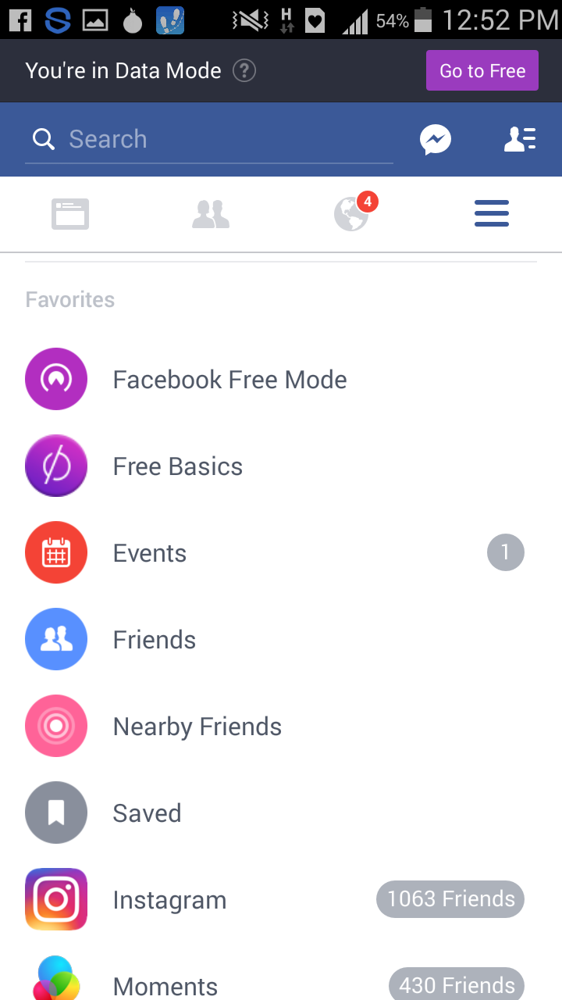 54% 12:52 PM
H
You're in Data Mode ? Go to Free
Search
4
Favorites
Facebook Free Mode
Free Basics
Events 1
Friends
Nearby Friends
Saved
Instagram 1063 Friends
Moments 430 Friends